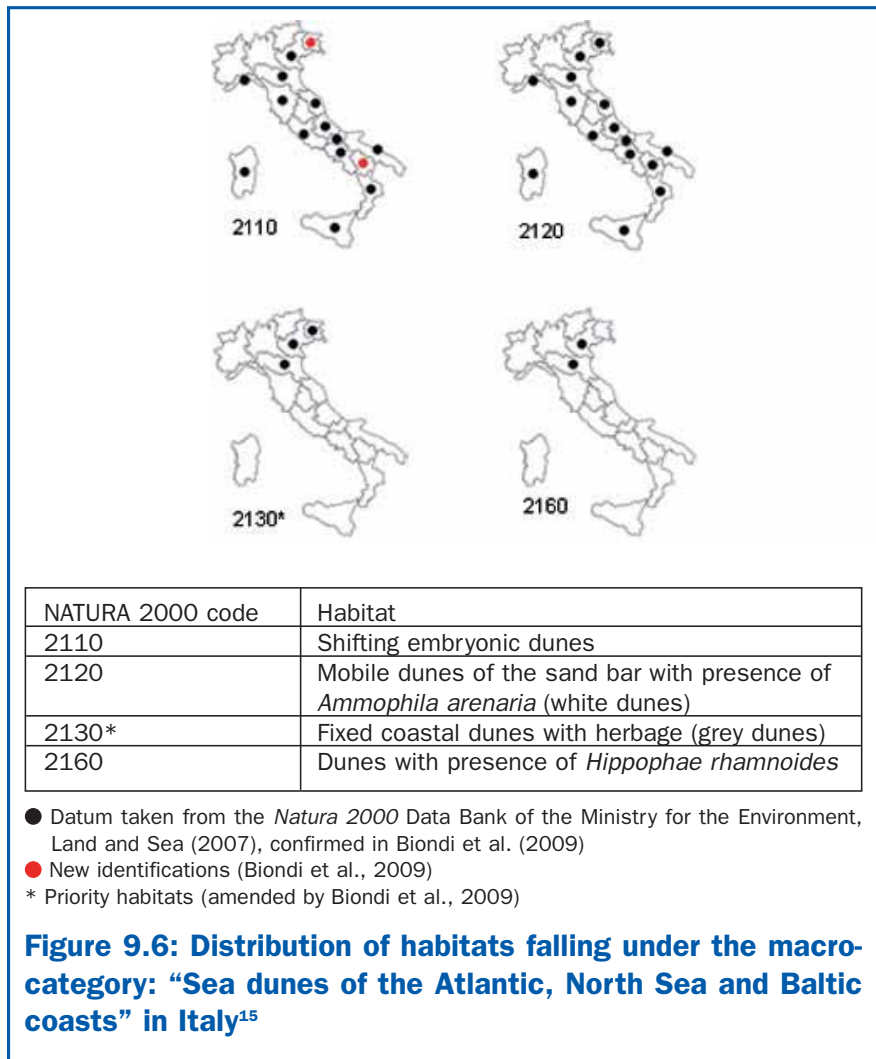 2110
2120
2130*
2160
NATURA 2000 code Habitat
2110 Shifting embryonic dunes
2120 Mobile dunes of the sand bar with presence of
Ammophila arenaria (white dunes)
2130* Fixed coastal dunes with herbage (grey dunes)
2160 Dunes with presence of Hippophae rhamnoides
● Datum taken from the Natura 2000 Data Bank of the Ministry for the Environment,
Land and Sea (2007), confirmed in Biondi et al. (2009)
● New identifications (Biondi et al., 2009)
* Priority habitats (amended by Biondi et al., 2009)
Figure 9.6: Distribution of habitats falling under the macro-
category: “Sea dunes of the Atlantic, North Sea and Baltic
coasts” in Italy¹⁵